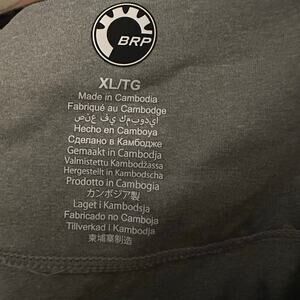 BRP
XL/TG
Made in Cambodia
Fabriqué au Cambodge
صنع في كمبوديا
Hecho en Camboya
Сделано в Камбодже
Gemaakt in Cambodja
Valmistettu Kambodžassa
Hergestellt in Kambodscha
Prodotto in Cambogia
カンボジア製
Laget i Kambodsja
Fabricado no Camboja
Tillverkad i Kambodja
柬埔寨制造